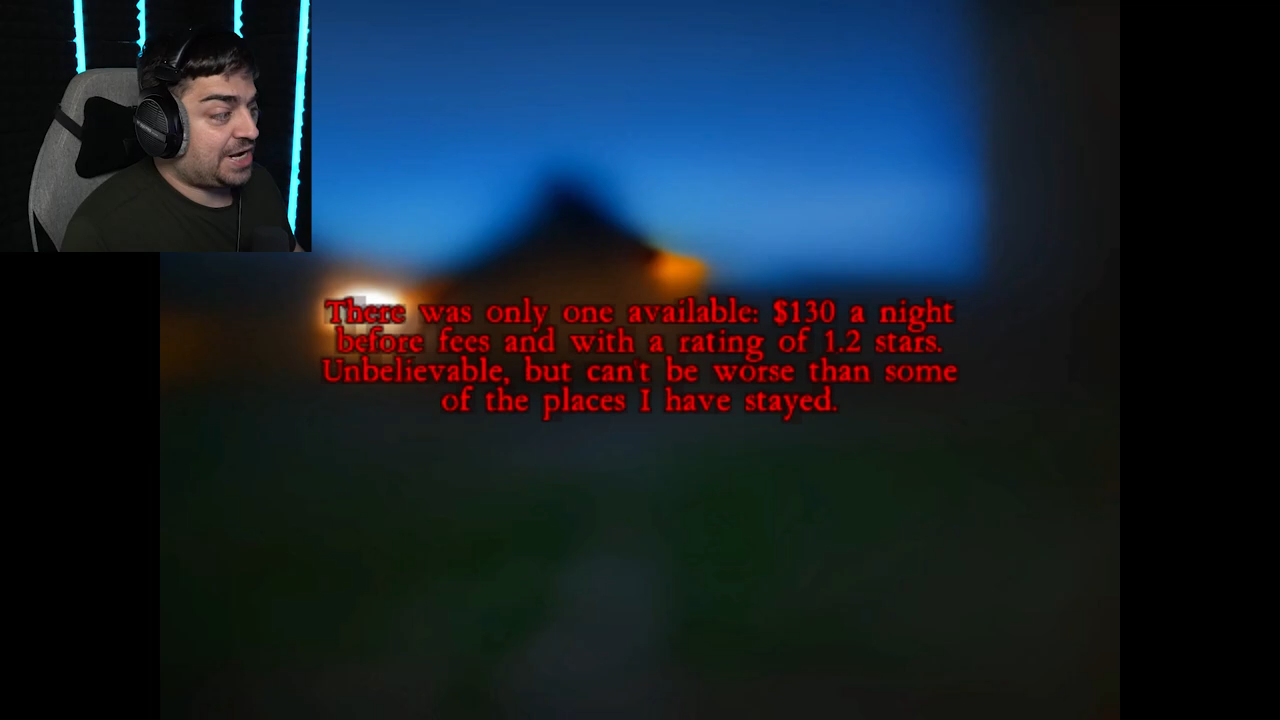 There was only one available: $130 a night
before fees and with a rating of 1.2 stars.
Unbelievable, but can't be worse than some
of the places I have stayed.